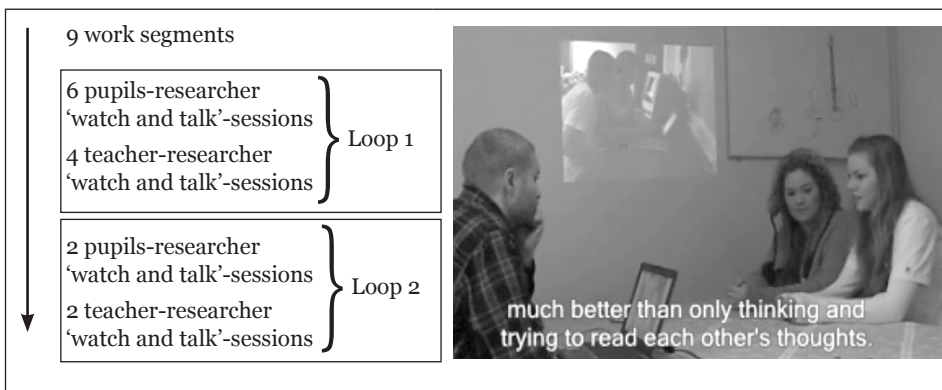 9 work segments
6 pupils-researcher
‘watch and talk’-sessions
4 teacher-researcher
‘watch and talk’-sessions
Loop 1
2 pupils-researcher
‘watch and talk’-sessions
2 teacher-researcher
‘watch and talk’-sessions
Loop 2
much better than only thinking and
trying to read each other's thoughts.